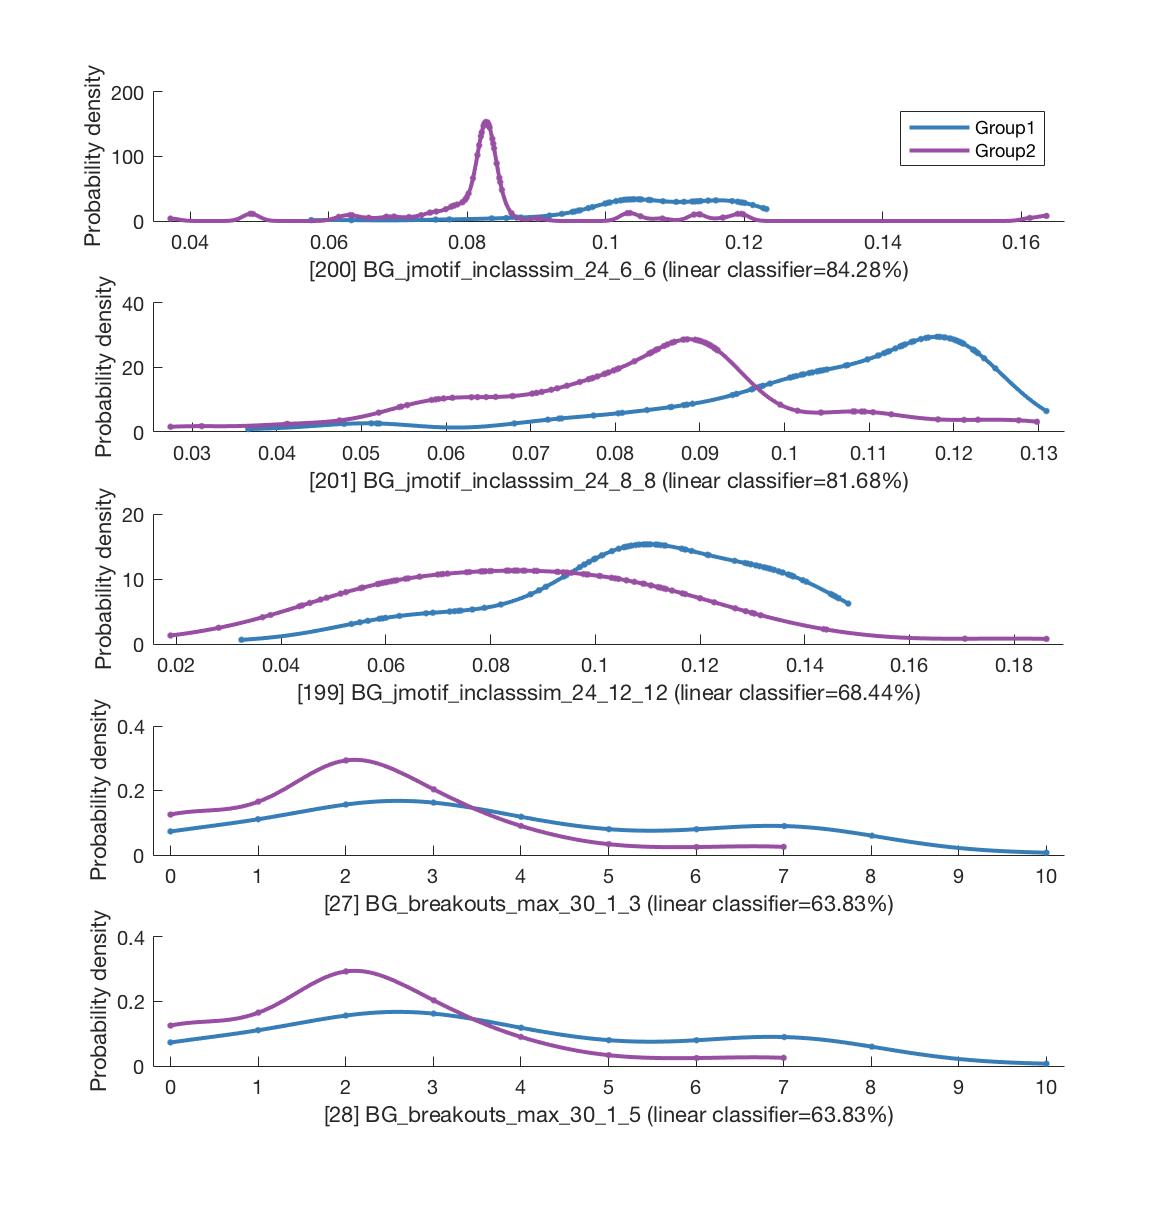 Probability density
200
100
0
Group1
Group2
0.04 0.06 0.08 0.1 0.12 0.14 0.16
[200] BG_jmotif_inclasssim_24_6_6 (linear classifier=84.28%)
Probability density
40
20
0
0.03 0.04 0.05 0.06 0.07 0.08 0.09 0.1 0.11 0.12 0.13
[201] BG_jmotif_inclasssim_24_8_8 (linear classifier=81.68%)
Probability density
20
10
0
0.02 0.04 0.06 0.08 0.1 0.12 0.14 0.16 0.18
[199] BG_jmotif_inclasssim_24_12_12 (linear classifier=68.44%)
Probability density
0.4
0.2
0
0 1 2 3 4 5 6 7 8 9 10
[27] BG_breakouts_max_30_1_3 (linear classifier=63.83%)
Probability density
0.4
0.2
0
0 1 2 3 4 5 6 7 8 9 10
[28] BG_breakouts_max_30_1_5 (linear classifier=63.83%)